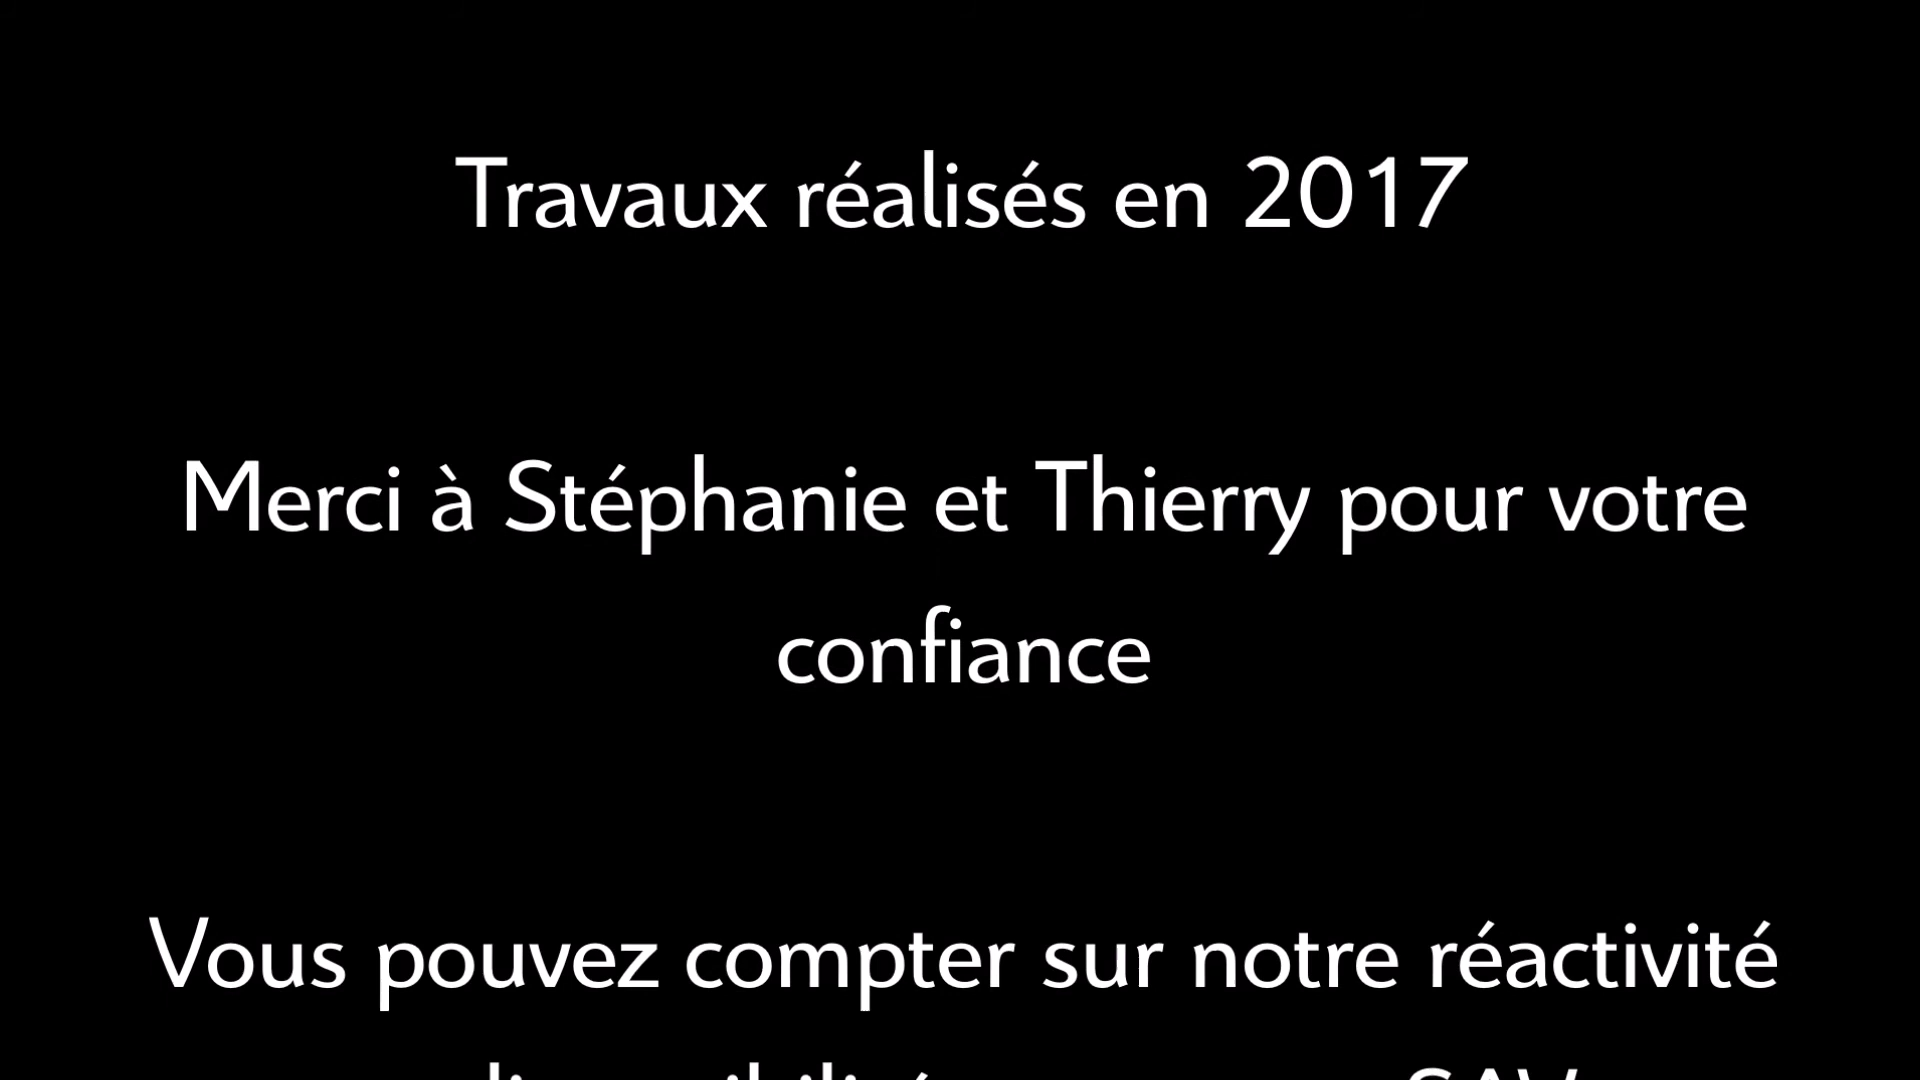 Travaux réalisés en 2017
Merci à Stéphanie et Thierry pour votre
confiance
Vous pouvez compter sur notre réactivité